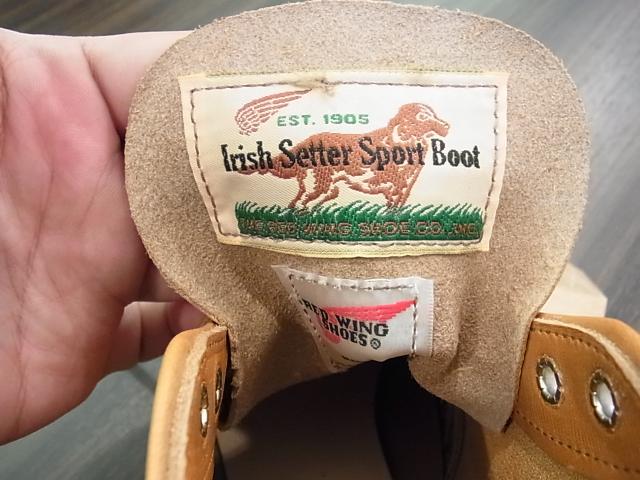 EST. 1905
Irish Setter Sport Boot
THE RED WING SHOE CO., INC.
RED WING
SHOES®